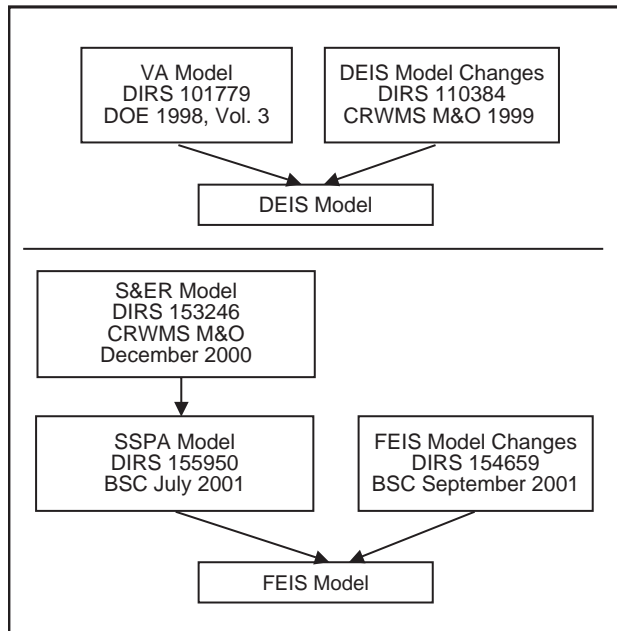 VA Model
DIRS 101779
DOE 1998, Vol. 3
DEIS Model Changes
DIRS 110384
CRWMS M&O 1999
DEIS Model
S&ER Model
DIRS 153246
CRWMS M&O
December 2000
SSPA Model
DIRS 155950
BSC July 2001
FEIS Model Changes
DIRS 154659
BSC September 2001
FEIS Model